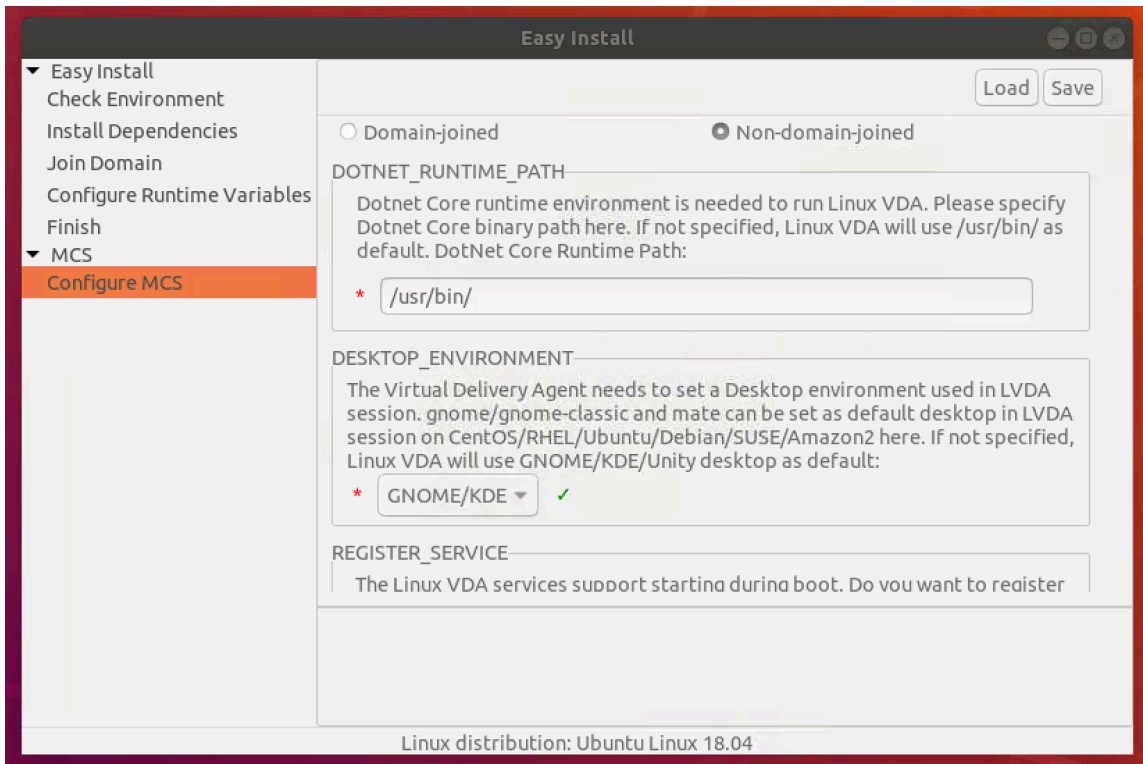 Easy Install
Easy Install
Check Environment
Install Dependencies
Join Domain
Configure Runtime Variables
Finish
MCS
Configure MCS
Load Save
Domain-joined Non-domain-joined
DOTNET_RUNTIME_PATH
Dotnet Core runtime environment is needed to run Linux VDA. Please specify
Dotnet Core binary path here. If not specified, Linux VDA will use /usr/bin/ as
default. DotNet Core Runtime Path:
* /usr/bin/
DESKTOP_ENVIRONMENT
The Virtual Delivery Agent needs to set a Desktop environment used in LVDA
session. gnome/gnome-classic and mate can be set as default desktop in LVDA
session on CentOS/RHEL/Ubuntu/Debian/SUSE/Amazon2 here. If not specified,
Linux VDA will use GNOME/KDE/Unity desktop as default:
* GNOME/KDE ✓
REGISTER_SERVICE
The Linux VDA services support starting during boot. Do you want to register
Linux distribution: Ubuntu Linux 18.04